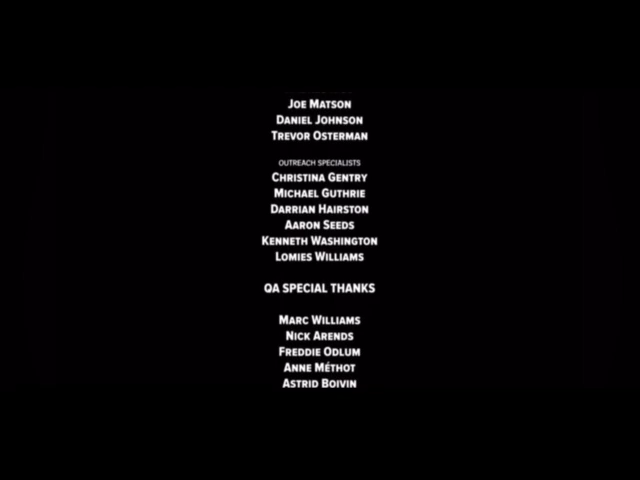 JOE MATSON
DANIEL JOHNSON
TREVOR OSTERMAN
OUTREACH SPECIALISTS
CHRISTINA GENTRY
MICHAEL GUTHRIE
DARRIAN HAIRSTON
AARON SEEDS
KENNETH WASHINGTON
LOMIES WILLIAMS
QA SPECIAL THANKS
MARC WILLIAMS
NICK ARENDS
FREDDIE ODLUM
ANNE MÉTHOT
ASTRID BOIVIN